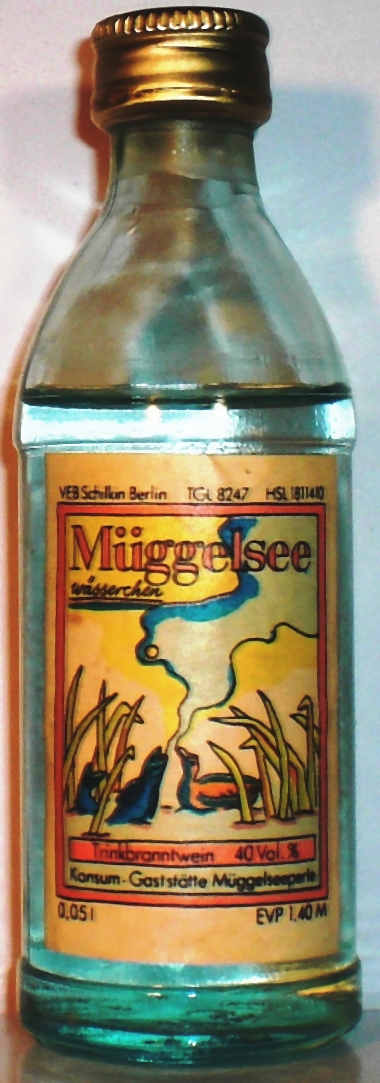 VEB Schilkin Berlin TGL 8247 HSL 1811410
Müggelsee
wässerchen
Trinkbranntwein 40 Vol. %
Konsum-Gaststätte Müggelseeperle
0,05 l EVP 1,40 M